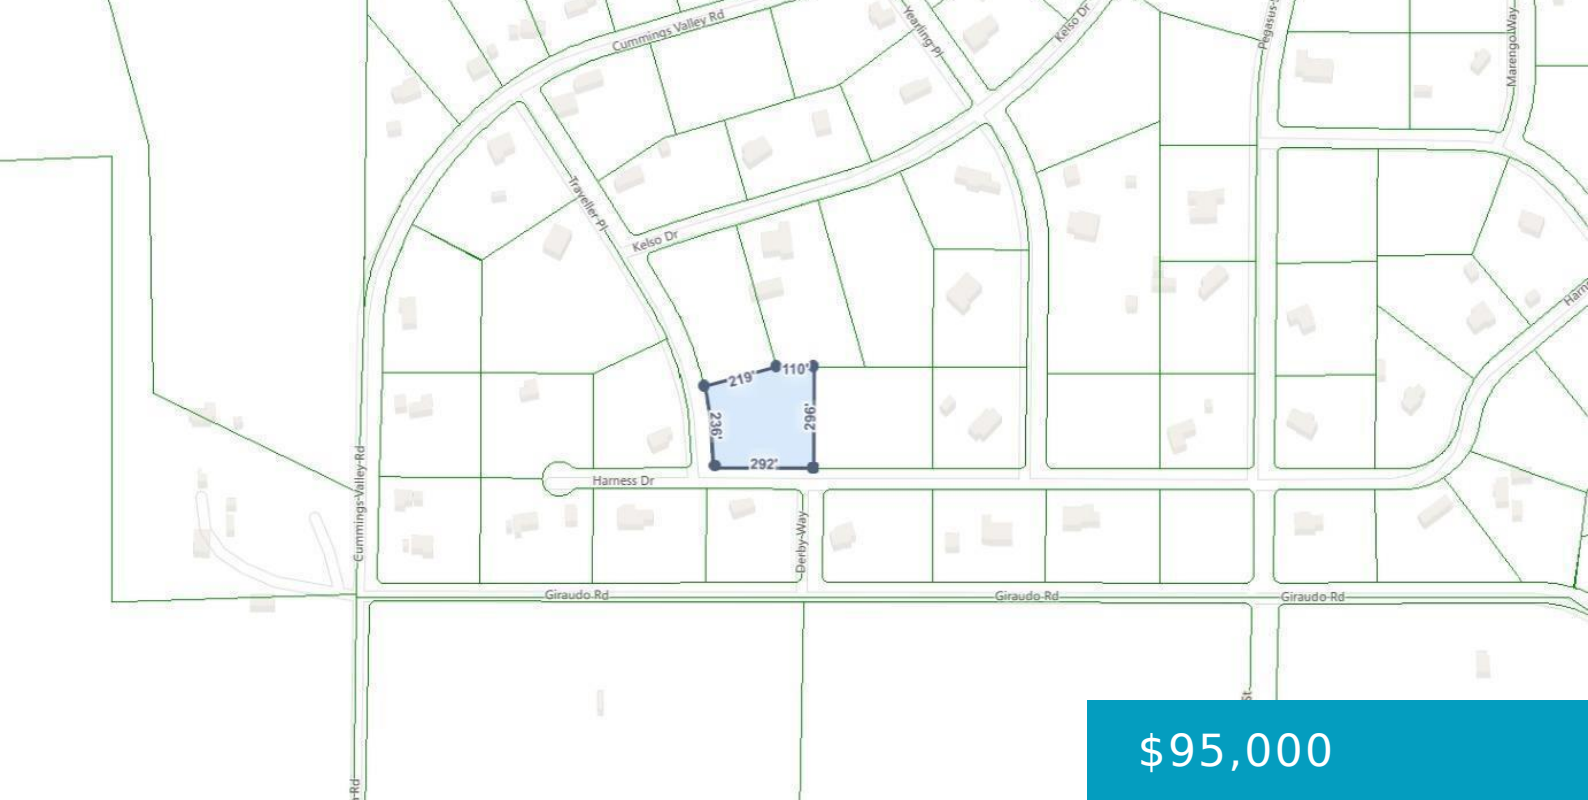 Cummings Valley Rd
Yearling Pl
Kelso Dr
Marengo Way
Traveller Pl
Kelso Dr
219'
110'
236'
296'
292'
Harness Dr
Cummings Valley Rd
Derby Way
Giraudo Rd
Giraudo Rd
Giraudo Rd
$95,000